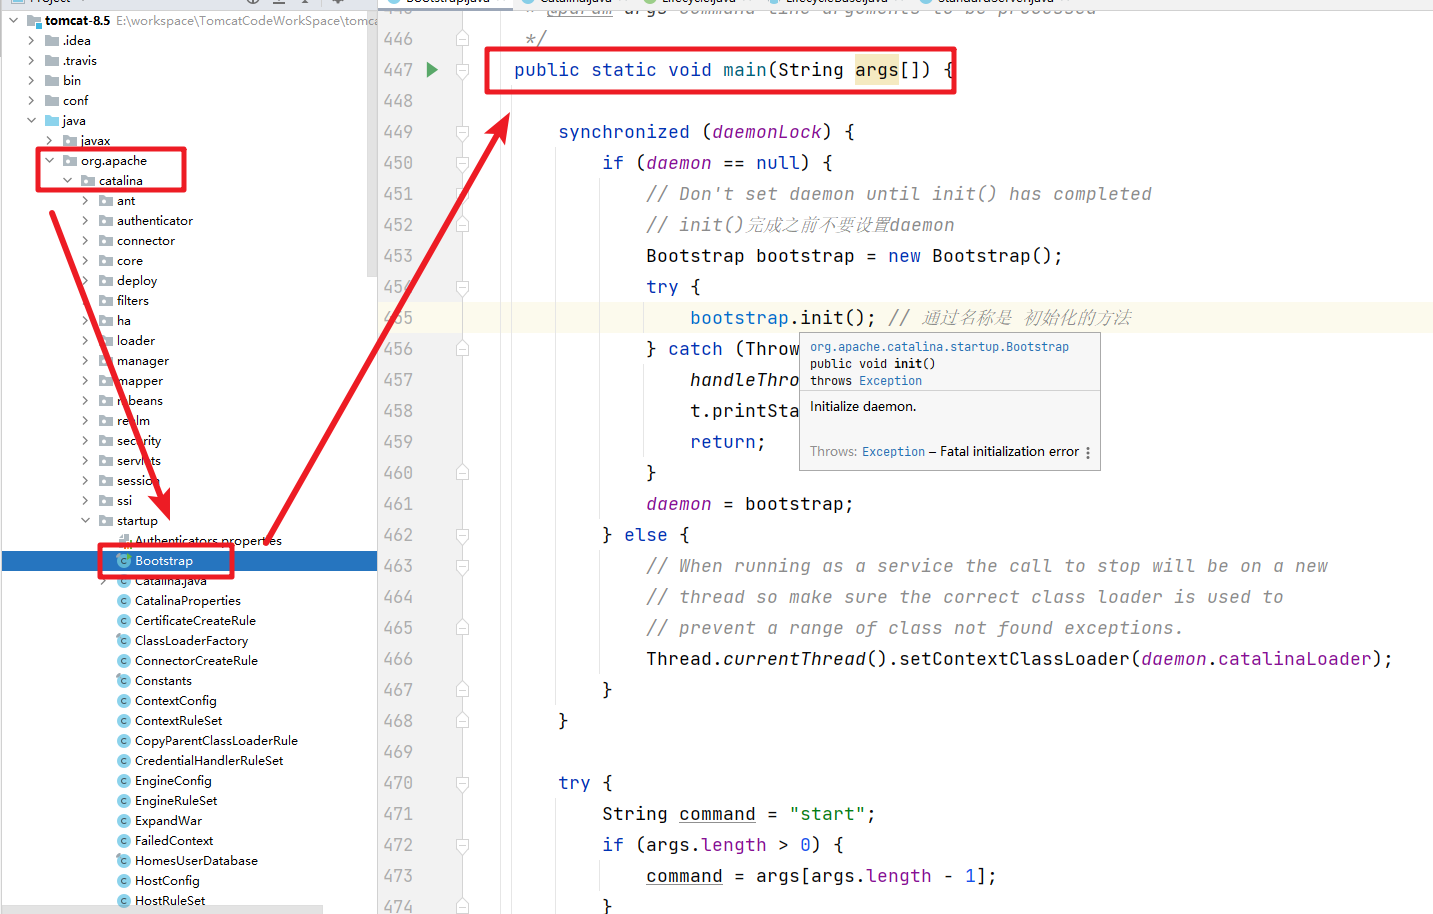 Project
tomcat-8.5 E:\workspace\TomcatCodeWorkSpace\tomca
.idea
.travis
bin
conf
java
javax
org.apache
catalina
ant
authenticator
connector
core
deploy
filters
ha
loader
manager
mapper
mbeans
realm
security
servlets
session
ssi
startup
Authenticators.properties
Bootstrap
Catalina.java
CatalinaProperties
CertificateCreateRule
ClassLoaderFactory
ConnectorCreateRule
Constants
ContextConfig
ContextRuleSet
CopyParentClassLoaderRule
CredentialHandlerRuleSet
EngineConfig
EngineRuleSet
ExpandWar
FailedContext
HomesUserDatabase
HostConfig
HostRuleSet
Bootstrap.java Catalina.java Lifecycle.java LifecycleBase.java StandardServer.java
445 * @param args Command line arguments to be processed
446 */
447 public static void main(String args[]) {
448
449 synchronized (daemonLock) {
450 if (daemon == null) {
451 // Don't set daemon until init() has completed
452 // init()完成之前不要设置daemon
453 Bootstrap bootstrap = new Bootstrap();
454 try {
455 bootstrap.init(); // 通过名称是 初始化的方法
456 } catch (Throw
457 handleThro
458 t.printSta
459 return;
460 }
461 daemon = bootstrap;
462 } else {
463 // When running as a service the call to stop will be on a new
464 // thread so make sure the correct class loader is used to
465 // prevent a range of class not found exceptions.
466 Thread.currentThread().setContextClassLoader(daemon.catalinaLoader);
467 }
468 }
469
470 try {
471 String command = "start";
472 if (args.length > 0) {
473 command = args[args.length - 1];
474 }
org.apache.catalina.startup.Bootstrap
public void init()
throws Exception
Initialize daemon.
Throws: Exception – Fatal initialization error